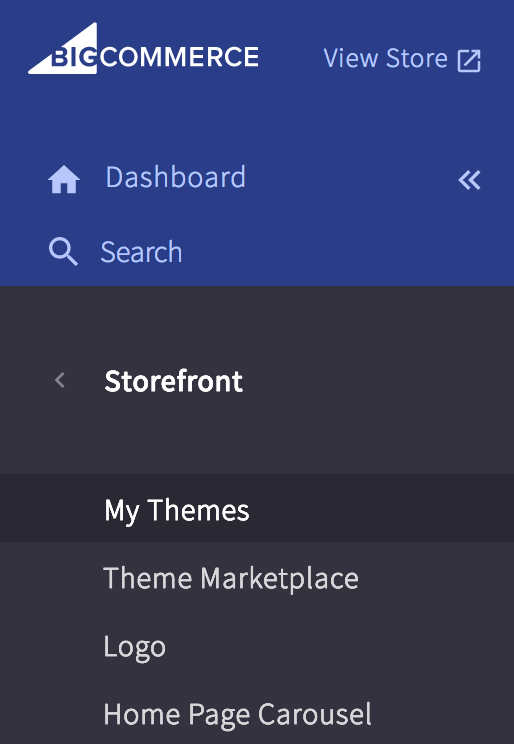 BIGCOMMERCE
View Store
Dashboard
Search
Storefront
My Themes
Theme Marketplace
Logo
Home Page Carousel